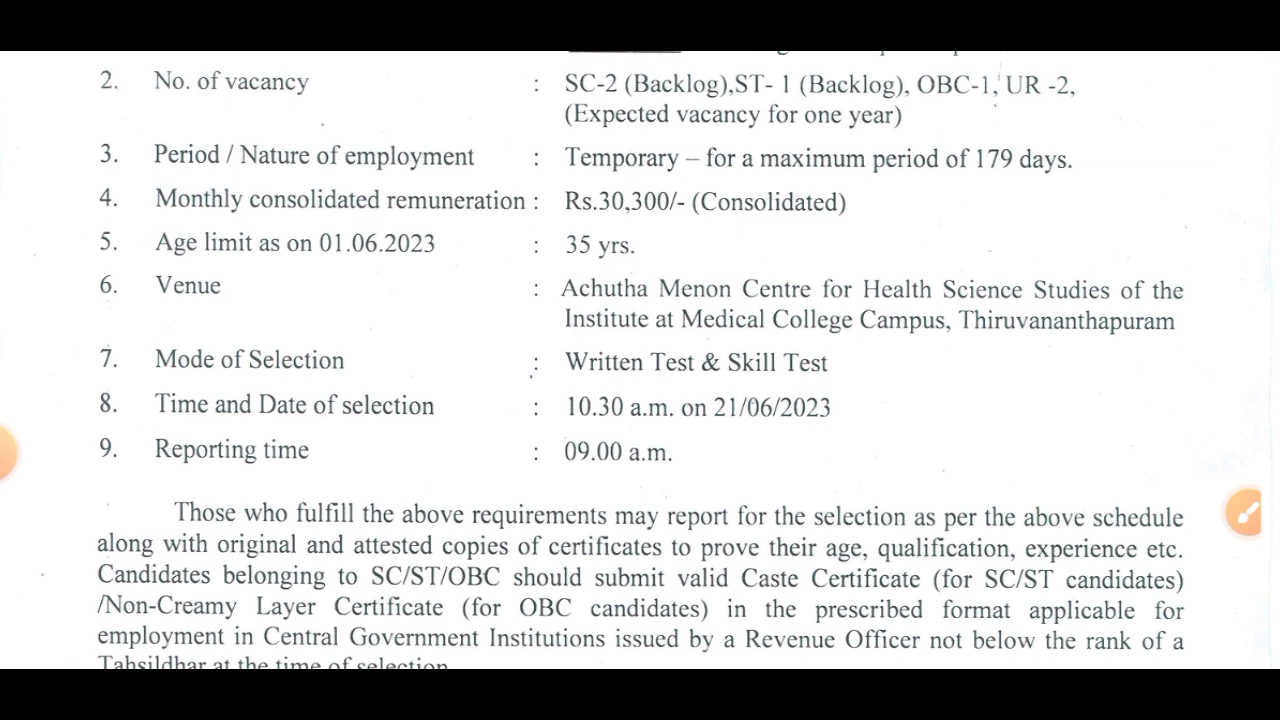 2. No. of vacancy : SC-2 (Backlog),ST- 1 (Backlog), OBC-1, UR -2,
(Expected vacancy for one year)
3. Period / Nature of employment : Temporary – for a maximum period of 179 days.
4. Monthly consolidated remuneration : Rs.30,300/- (Consolidated)
5. Age limit as on 01.06.2023 : 35 yrs.
6. Venue : Achutha Menon Centre for Health Science Studies of the
Institute at Medical College Campus, Thiruvananthapuram
7. Mode of Selection : Written Test & Skill Test
8. Time and Date of selection : 10.30 a.m. on 21/06/2023
9. Reporting time : 09.00 a.m.
Those who fulfill the above requirements may report for the selection as per the above schedule
along with original and attested copies of certificates to prove their age, qualification, experience etc.
Candidates belonging to SC/ST/OBC should submit valid Caste Certificate (for SC/ST candidates)
/Non-Creamy Layer Certificate (for OBC candidates) in the prescribed format applicable for
employment in Central Government Institutions issued by a Revenue Officer not below the rank of a
Tahsildhar at the time of selection